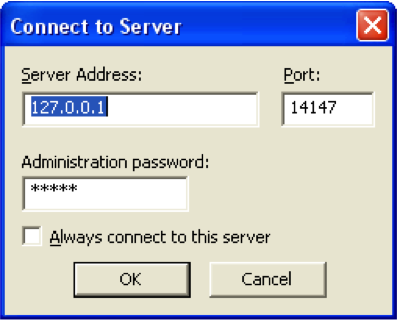 Connect to Server
Server Address: Port:
127.0.0.1 14147
Administration password:
*****
Always connect to this server
OK Cancel